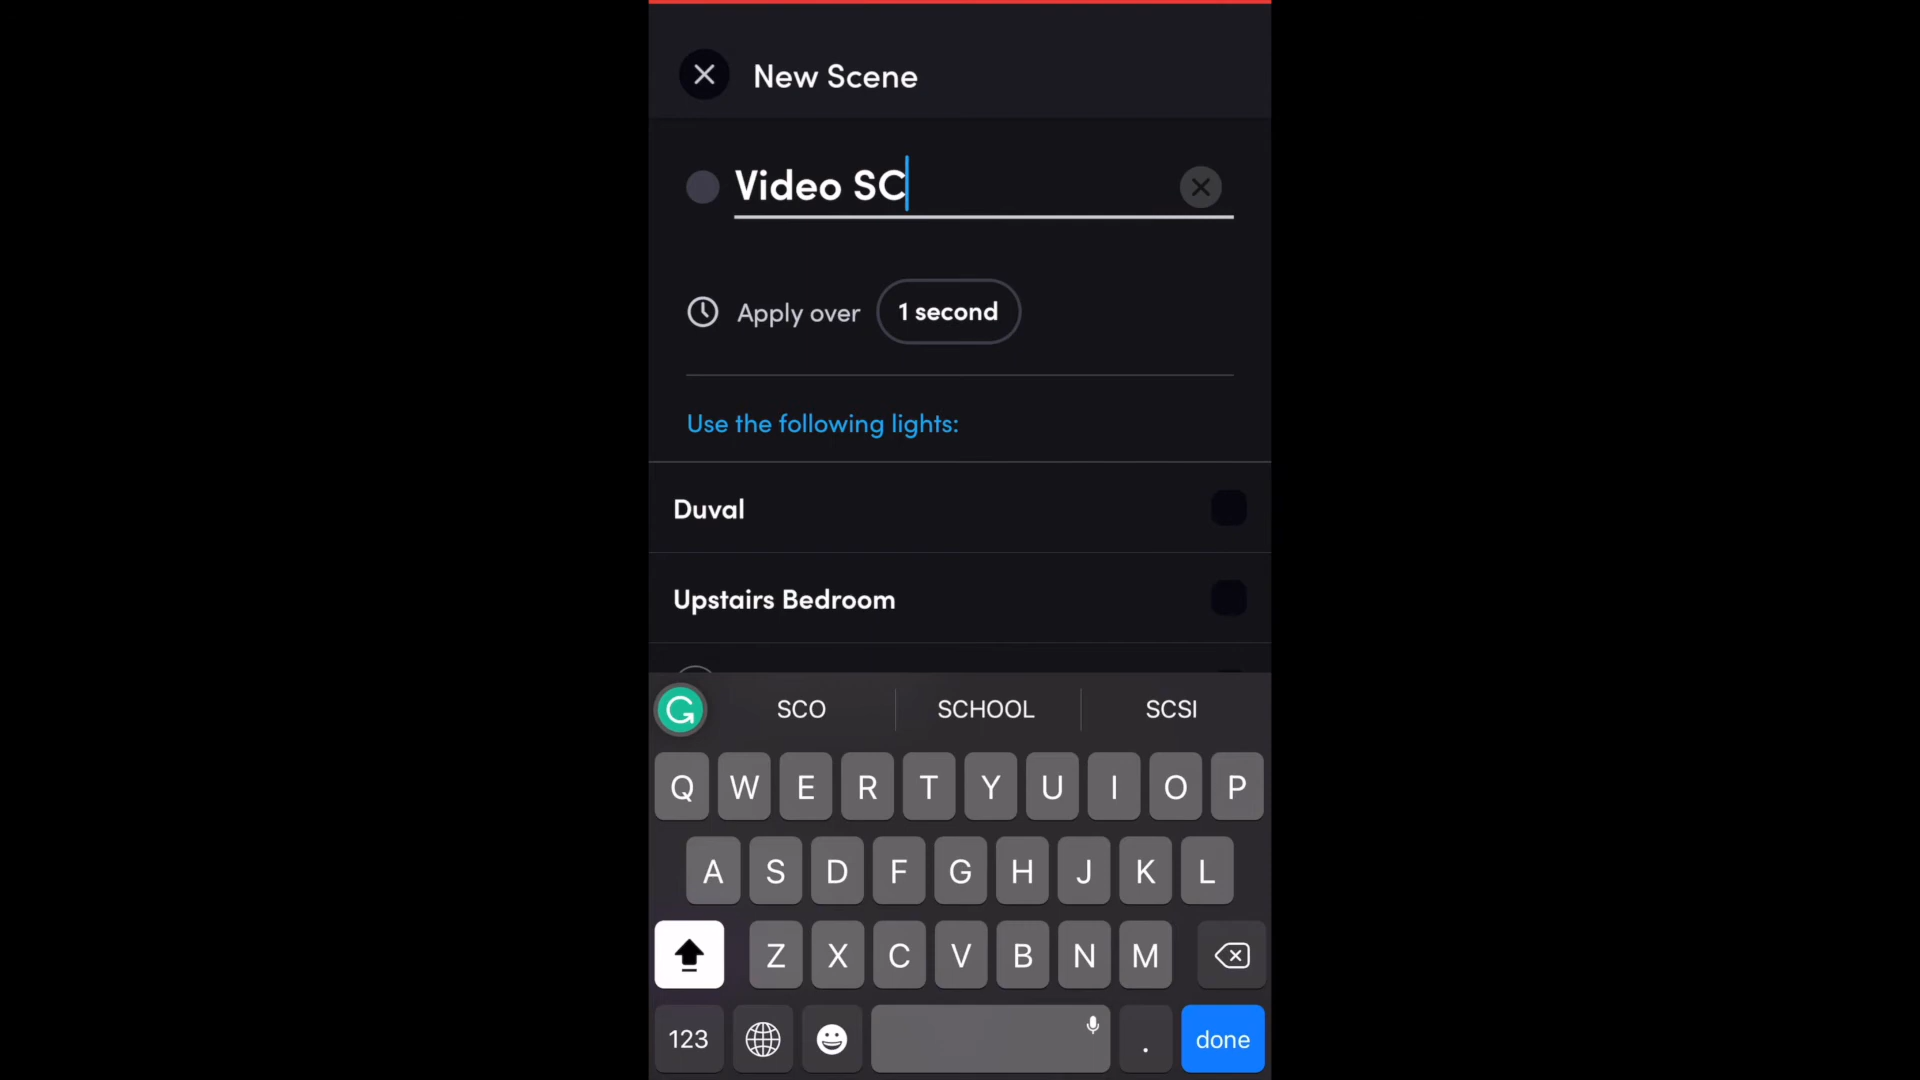 New Scene
Video SC
Apply over 1 second
Use the following lights:
Duval
Upstairs Bedroom
SCO SCHOOL SCSI
Q W E R T Y U I O P
A S D F G H J K L
Z X C V B N M
123 . done